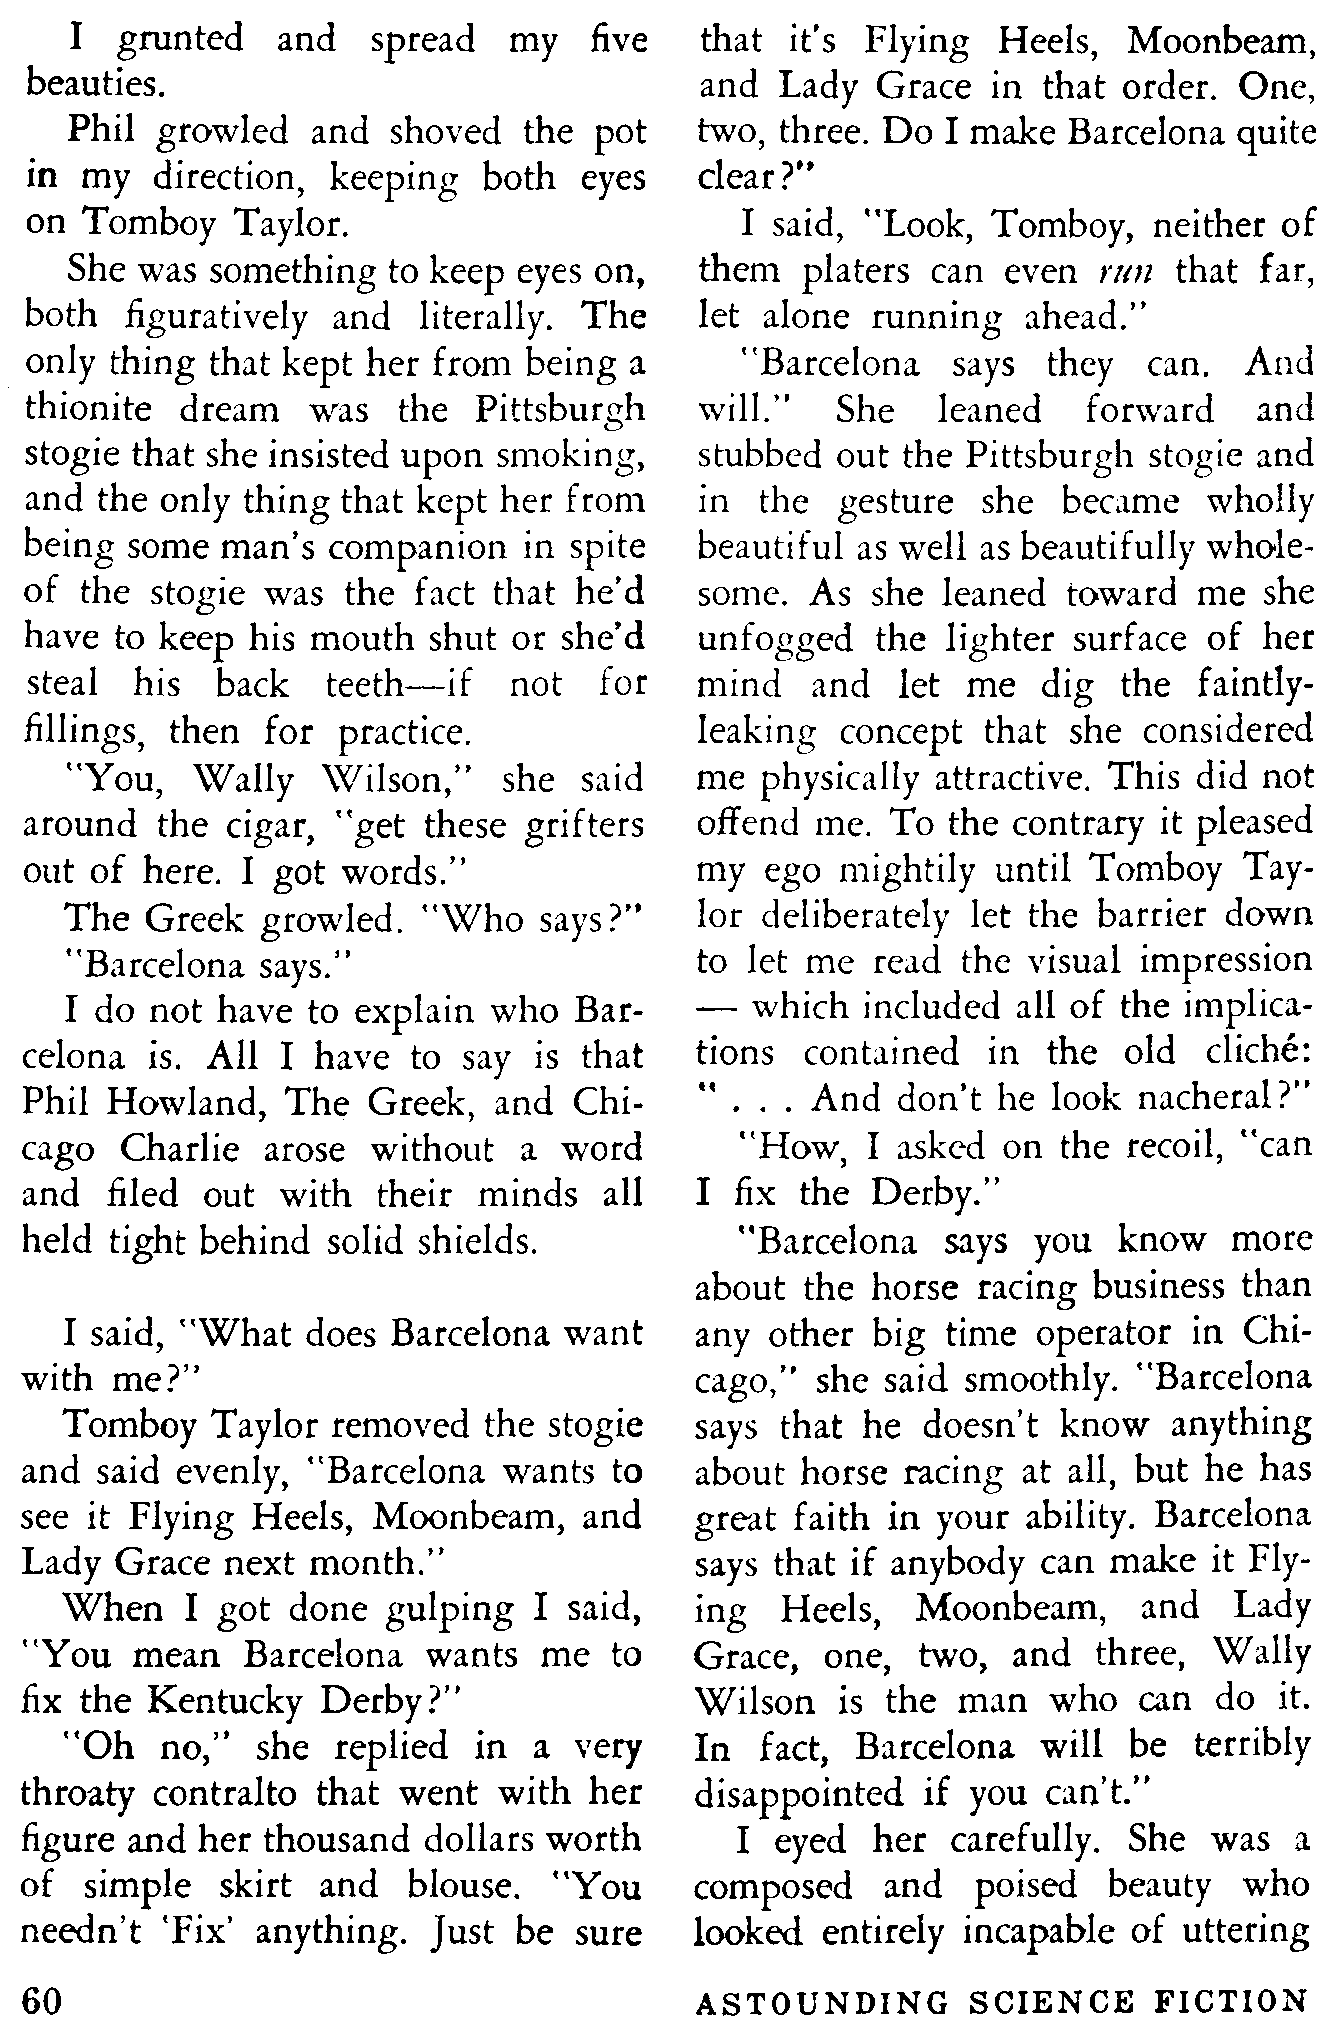 I grunted and spread my five
beauties.
Phil growled and shoved the pot
in my direction, keeping both eyes
on Tomboy Taylor.
She was something to keep eyes on,
both figuratively and literally. The
only thing that kept her from being a
thionite dream was the Pittsburgh
stogie that she insisted upon smoking,
and the only thing that kept her from
being some man's companion in spite
of the stogie was the fact that he'd
have to keep his mouth shut or she'd
steal his back teeth—if not for
fillings, then for practice.
"You, Wally Wilson," she said
around the cigar, "get these grifters
out of here. I got words."
The Greek growled. "Who says?"
"Barcelona says."
I do not have to explain who Bar-
celona is. All I have to say is that
Phil Howland, The Greek, and Chi-
cago Charlie arose without a word
and filed out with their minds all
held tight behind solid shields.
I said, "What does Barcelona want
with me?"
Tomboy Taylor removed the stogie
and said evenly, "Barcelona wants to
see it Flying Heels, Moonbeam, and
Lady Grace next month."
When I got done gulping I said,
"You mean Barcelona wants me to
fix the Kentucky Derby?"
"Oh no," she replied in a very
throaty contralto that went with her
figure and her thousand dollars worth
of simple skirt and blouse. "You
needn't 'Fix' anything. Just be sure
that it's Flying Heels, Moonbeam,
and Lady Grace in that order. One,
two, three. Do I make Barcelona quite
clear?"
I said, "Look, Tomboy, neither of
them platers can even run that far,
let alone running ahead."
"Barcelona says they can. And
will." She leaned forward and
stubbed out the Pittsburgh stogie and
in the gesture she became wholly
beautiful as well as beautifully whole-
some. As she leaned toward me she
unfogged the lighter surface of her
mind and let me dig the faintly-
leaking concept that she considered
me physically attractive. This did not
offend me. To the contrary it pleased
my ego mightily until Tomboy Tay-
lor deliberately let the barrier down
to let me read the visual impression
— which included all of the implica-
tions contained in the old cliché:
" . . . And don't he look nacheral?"
"How, I asked on the recoil, "can
I fix the Derby."
"Barcelona says you know more
about the horse racing business than
any other big time operator in Chi-
cago," she said smoothly. "Barcelona
says that he doesn't know anything
about horse racing at all, but he has
great faith in your ability. Barcelona
says that if anybody can make it Fly-
ing Heels, Moonbeam, and Lady
Grace, one, two, and three, Wally
Wilson is the man who can do it.
In fact, Barcelona will be terribly
disappointed if you can't."
I eyed her carefully. She was a
composed and poised beauty who
looked entirely incapable of uttering
60
ASTOUNDING SCIENCE FICTION